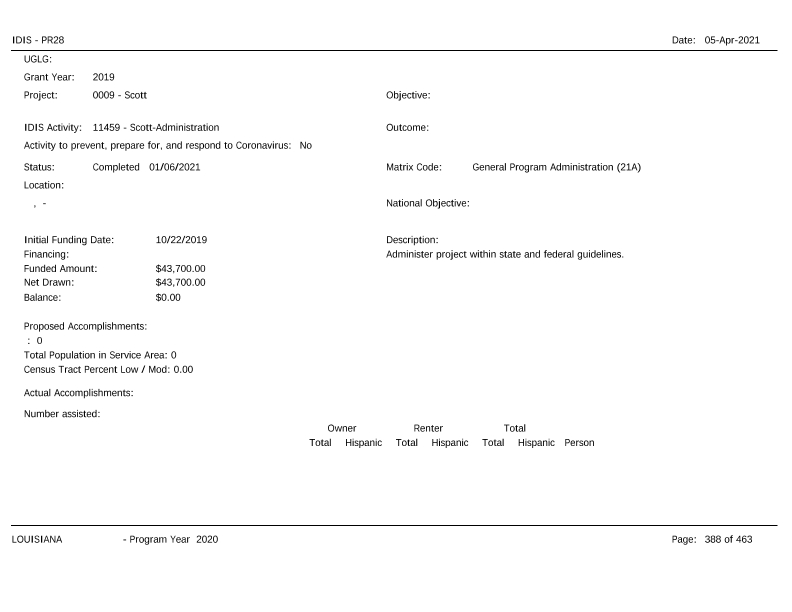 IDIS - PR28 Date: 05-Apr-2021
UGLG:
Grant Year: 2019
Project: 0009 - Scott Objective:
IDIS Activity: 11459 - Scott-Administration Outcome:
Activity to prevent, prepare for, and respond to Coronavirus: No
Status: Completed 01/06/2021 Matrix Code: General Program Administration (21A)
Location:
, - National Objective:
Initial Funding Date: 10/22/2019 Description:
Financing: Administer project within state and federal guidelines.
Funded Amount: $43,700.00
Net Drawn: $43,700.00
Balance: $0.00
Proposed Accomplishments:
: 0
Total Population in Service Area: 0
Census Tract Percent Low / Mod: 0.00
Actual Accomplishments:
Number assisted:
Owner Renter Total
Total Hispanic Total Hispanic Total Hispanic Person
LOUISIANA - Program Year 2020 Page: 388 of 463